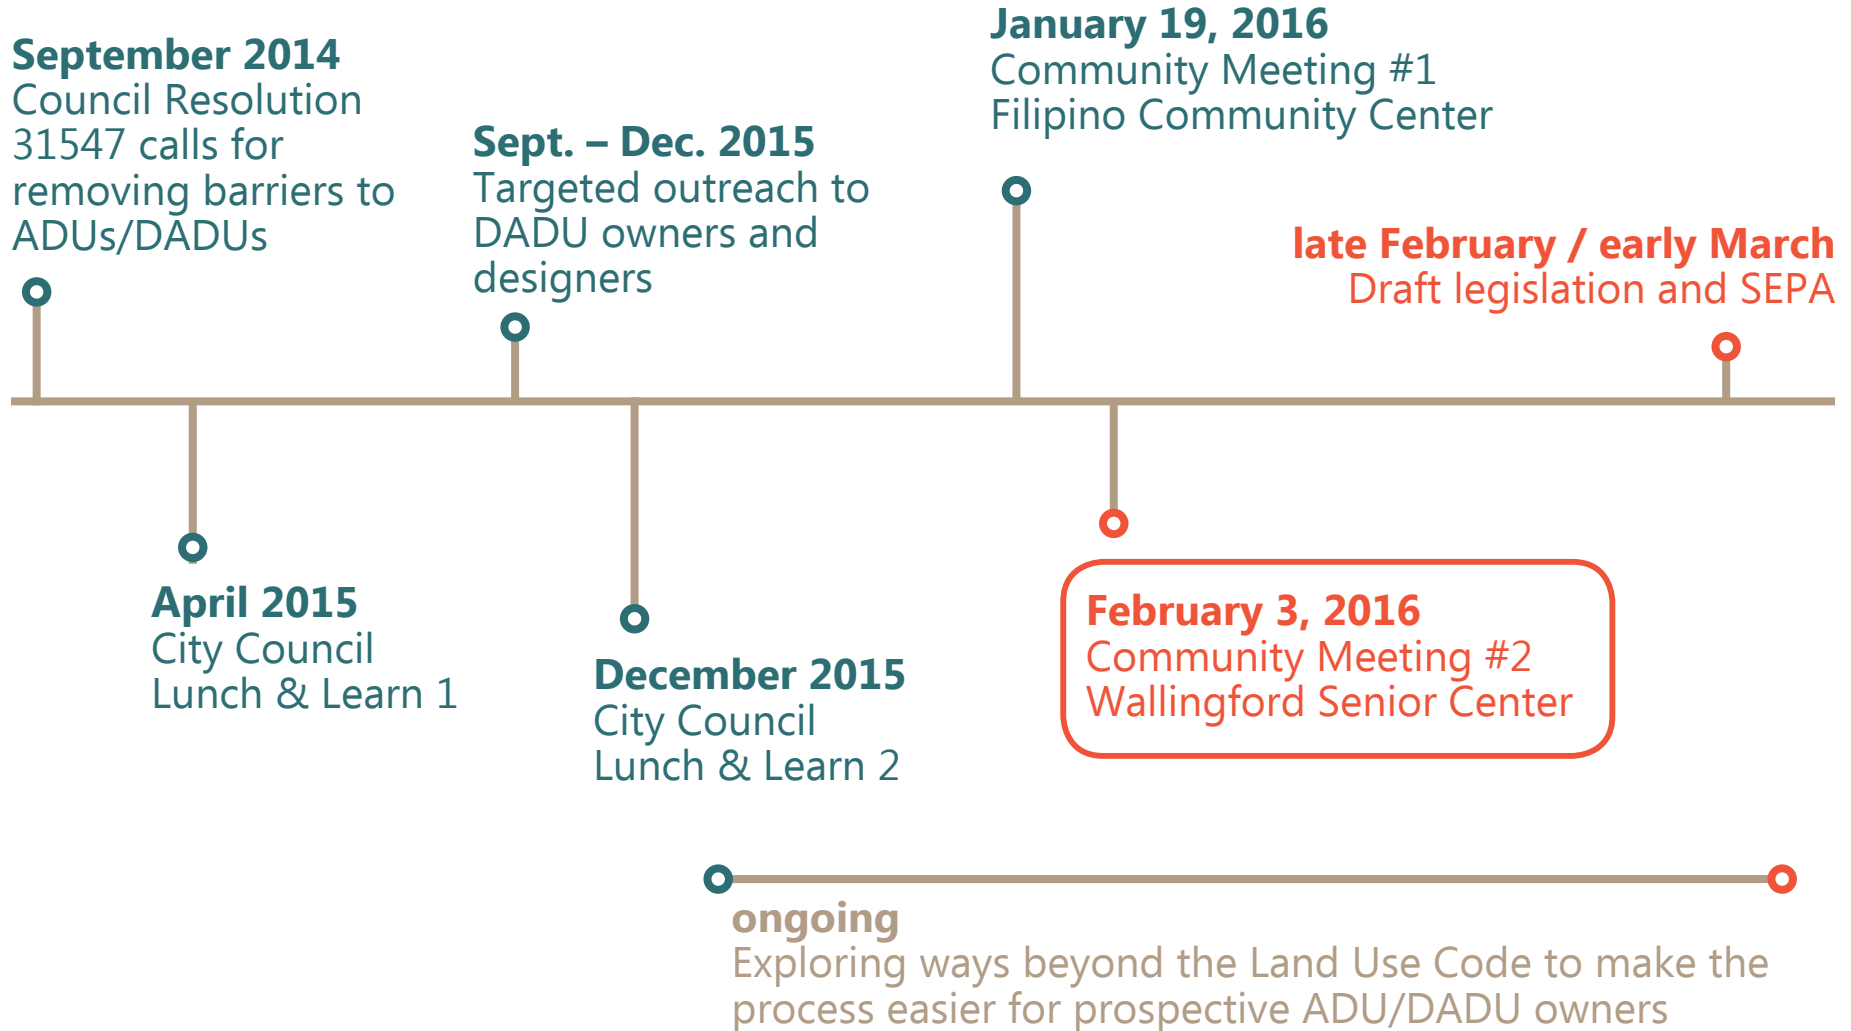 September 2014
Council Resolution
31547 calls for
removing barriers to
ADUs/DADUs
April 2015
City Council
Lunch & Learn 1
Sept. – Dec. 2015
Targeted outreach to
DADU owners and
designers
December 2015
City Council
Lunch & Learn 2
January 19, 2016
Community Meeting #1
Filipino Community Center
February 3, 2016
Community Meeting #2
Wallingford Senior Center
late February / early March
Draft legislation and SEPA
ongoing
Exploring ways beyond the Land Use Code to make the
process easier for prospective ADU/DADU owners